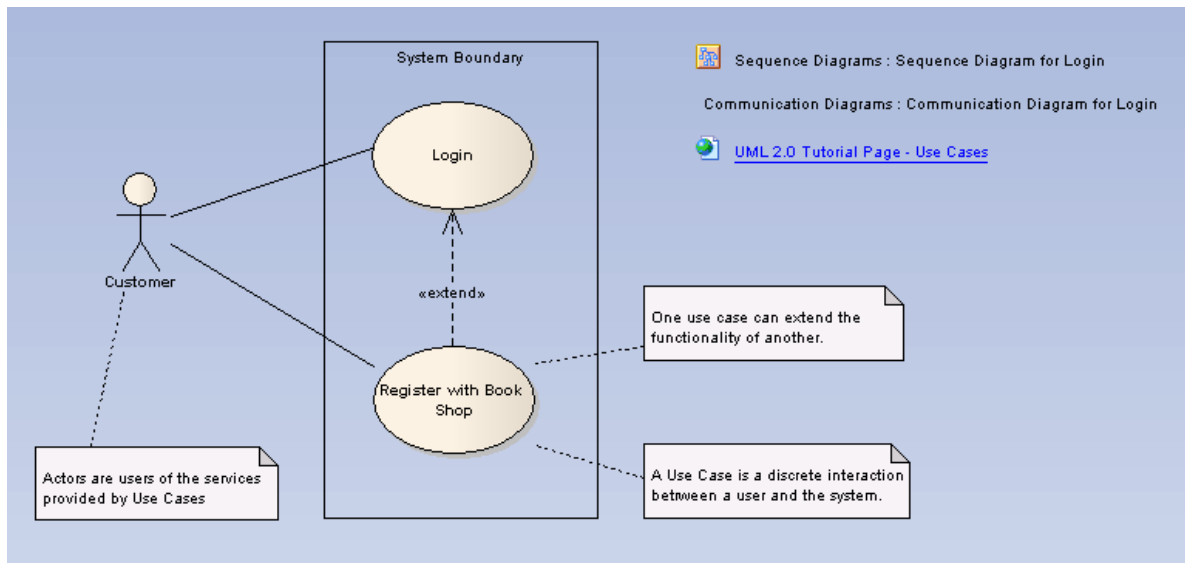 System Boundary
Sequence Diagrams : Sequence Diagram for Login
Communication Diagrams : Communication Diagram for Login
UML 2.0 Tutorial Page - Use Cases
Login
Customer
«extend»
One use case can extend the
functionality of another.
Register with Book
Shop
Actors are users of the services
provided by Use Cases
A Use Case is a discrete interaction
between a user and the system.